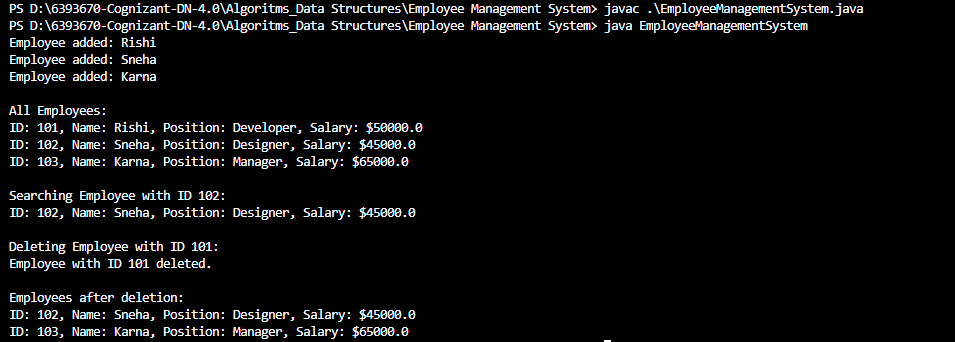 PS D:\6393670-Cognizant-DN-4.0\Algoritms_Data Structures\Employee Management System> javac .\EmployeeManagementSystem.java
PS D:\6393670-Cognizant-DN-4.0\Algoritms_Data Structures\Employee Management System> java EmployeeManagementSystem
Employee added: Rishi
Employee added: Sneha
Employee added: Karna
All Employees:
ID: 101, Name: Rishi, Position: Developer, Salary: $50000.0
ID: 102, Name: Sneha, Position: Designer, Salary: $45000.0
ID: 103, Name: Karna, Position: Manager, Salary: $65000.0
Searching Employee with ID 102:
ID: 102, Name: Sneha, Position: Designer, Salary: $45000.0
Deleting Employee with ID 101:
Employee with ID 101 deleted.
Employees after deletion:
ID: 102, Name: Sneha, Position: Designer, Salary: $45000.0
ID: 103, Name: Karna, Position: Manager, Salary: $65000.0